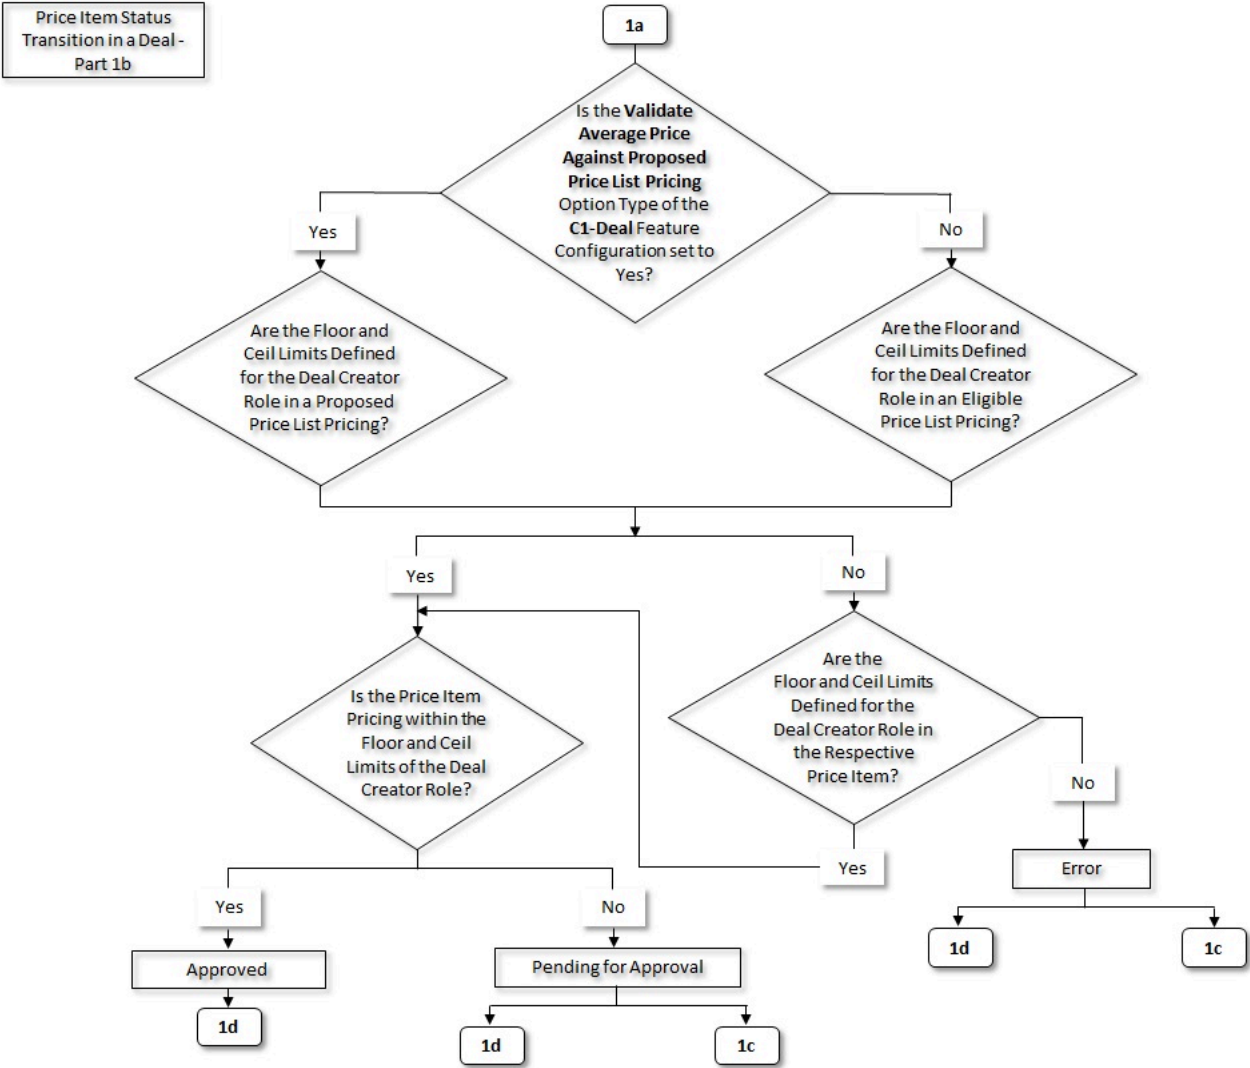 Price Item Status
Transition in a Deal -
Part 1b
1a
Is the Validate
Average Price
Against Proposed
Price List Pricing
Option Type of the
C1-Deal Feature
Configuration set to
Yes?
Yes
No
Are the Floor and
Ceil Limits Defined
for the Deal Creator
Role in a Proposed
Price List Pricing?
Are the Floor and
Ceil Limits Defined
for the Deal Creator
Role in an Eligible
Price List Pricing?
Yes
No
Is the Price Item
Pricing within the
Floor and Ceil
Limits of the Deal
Creator Role?
Are the
Floor and Ceil Limits
Defined for the
Deal Creator Role in
the Respective
Price Item?
No
Yes
Error
1d
1c
Yes
No
Approved
Pending for Approval
1d
1d
1c